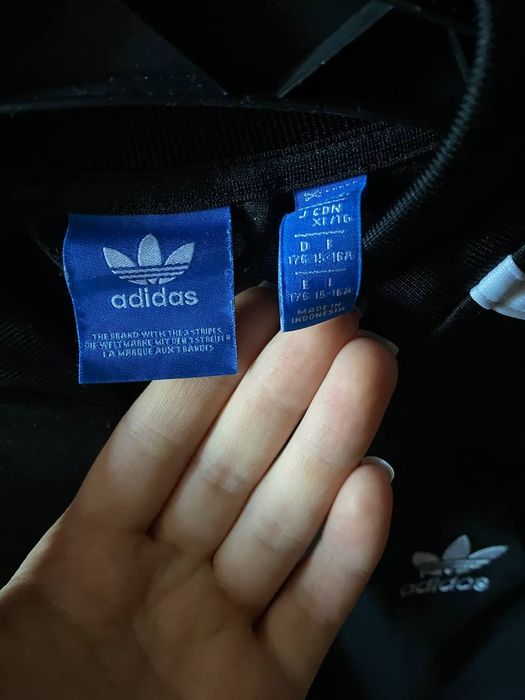 adidas
THE BRAND WITH THE 3 STRIPES
DIE WELTMARKE MIT DEN 3 STREIFEN
LA MARQUE AUX 3 BANDES
J CDN
XL/16
D F
176 15-16A
E I
176 15-16A
MADE IN
INDONESIA
adidas